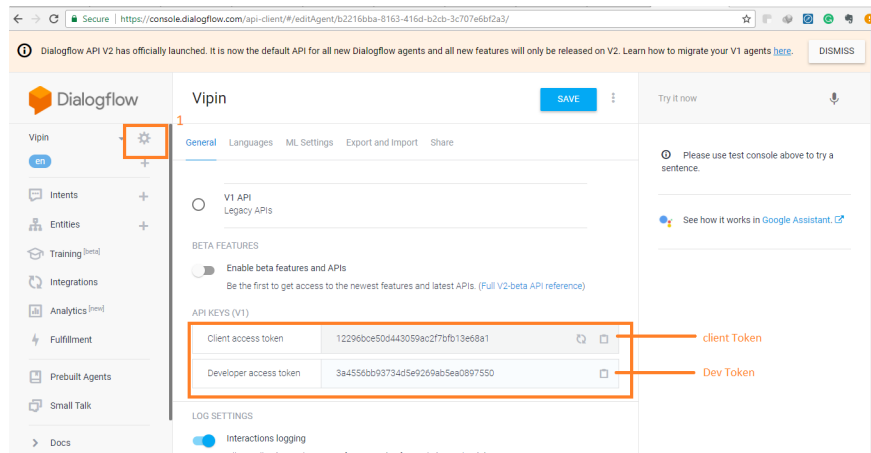 Secure | https://console.dialogflow.com/api-client/#/editAgent/b2216bba-8163-416d-b2cb-3c707e6bf2a3/
Dialogflow API V2 has officially launched. It is now the default API for all new Dialogflow agents and all new features will only be released on V2. Learn how to migrate your V1 agents here. DISMISS
Dialogflow
Vipin
SAVE
Try it now
1
Vipin
en
General Languages ML Settings Export and Import Share
Please use test console above to try a
sentence.
See how it works in Google Assistant.
Intents
Entities
Training [beta]
Integrations
Analytics [new]
Fulfillment
Prebuilt Agents
Small Talk
Docs
V1 API
Legacy APIs
BETA FEATURES
Enable beta features and APIs
Be the first to get access to the newest features and latest APIs. (Full V2-beta API reference)
API KEYS (V1)
Client access token 12296bce50d443059ac2f7bfb13e68a1 client Token
Developer access token 3a4556bb93734d5e9269ab5ea0897550 Dev Token
LOG SETTINGS
Interactions logging